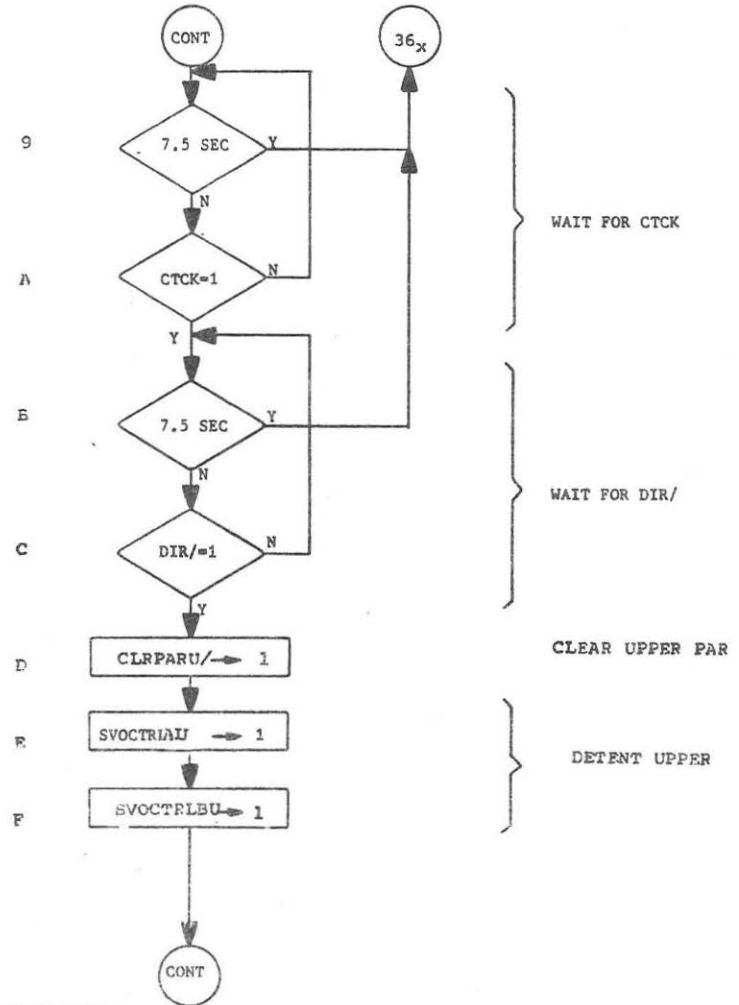 CONT
36x
9
7.5 SEC
Y
N
WAIT FOR CTCK
A
CTCK=1
N
Y
B
7.5 SEC
Y
N
WAIT FOR DIR/
C
DIR/=1
N
Y
D
CLRPARU/→ 1
CLEAR UPPER PAR
E
SVOCTRLAU → 1
DETENT UPPER
F
SVOCTRLBU→ 1
CONT